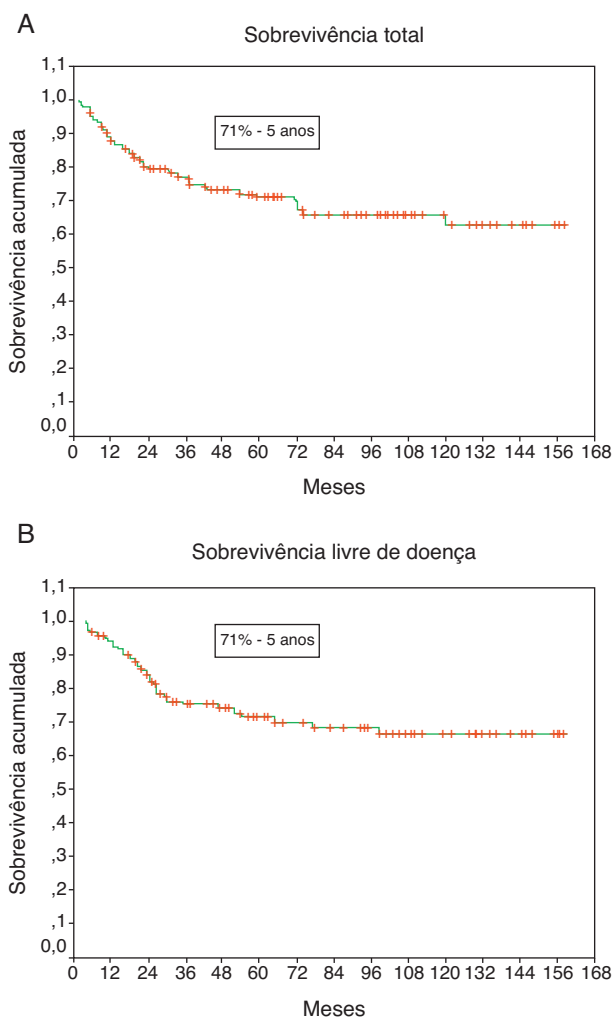 A
Sobrevivência total
1,1
1,0
,9
,8
,7
,6
,5
,4
,3
,2
,1
0,0
Sobrevivência acumulada
71% - 5 anos
0 12 24 36 48 60 72 84 96 108 120 132 144 156 168
Meses
B
Sobrevivência livre de doença
1,1
1,0
,9
,8
,7
,6
,5
,4
,3
,2
,1
0,0
Sobrevivência acumulada
71% - 5 anos
0 12 24 36 48 60 72 84 96 108 120 132 144 156 168
Meses